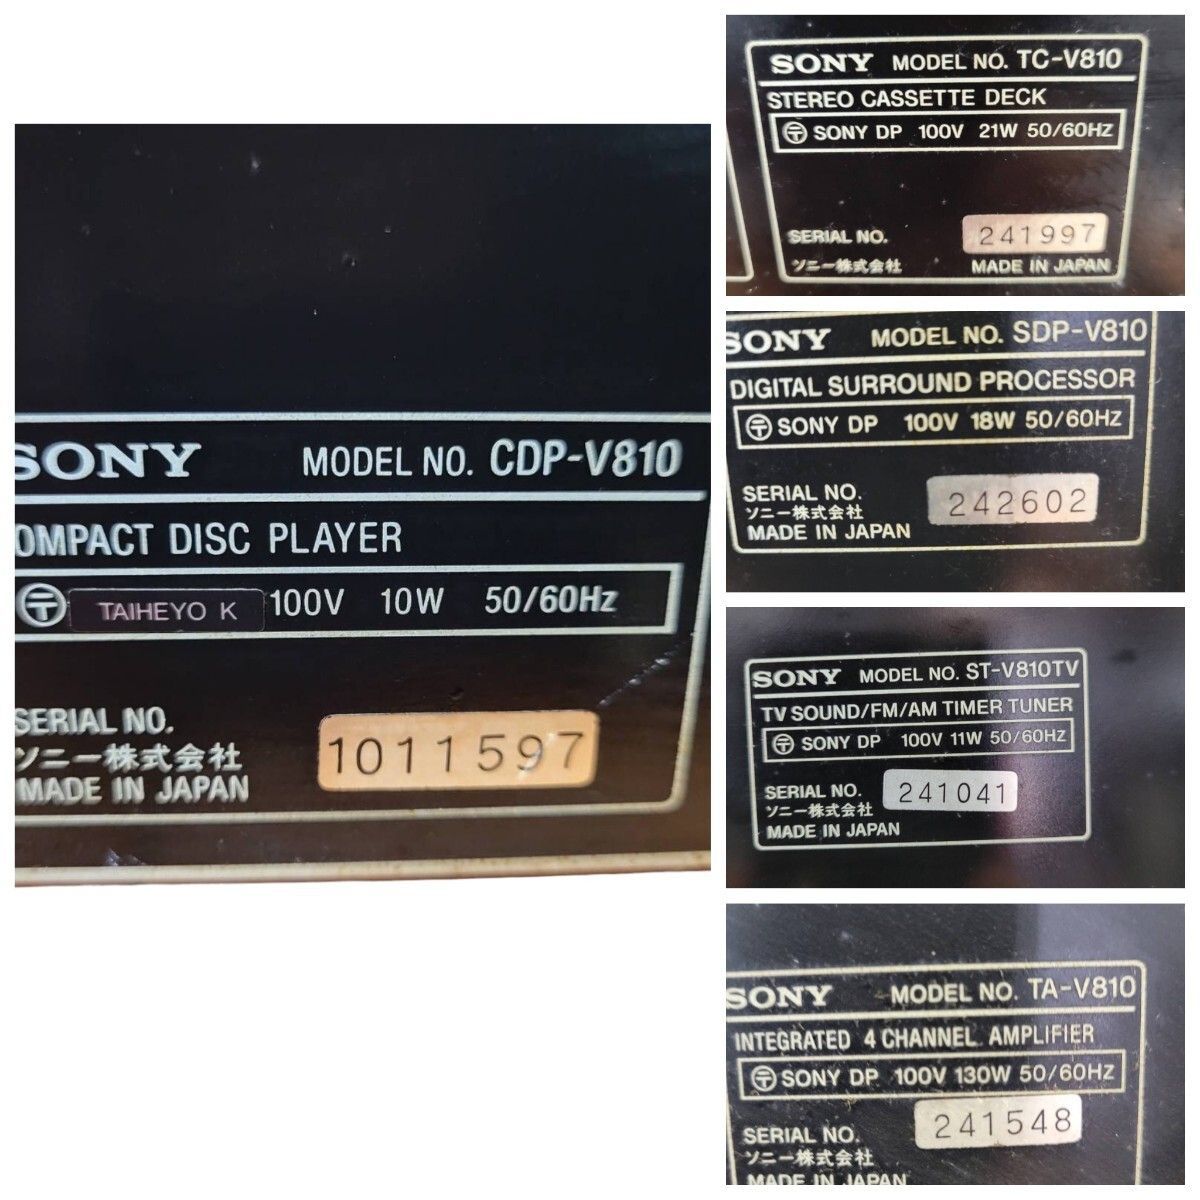 SONY MODEL NO. CDP-V810
OMPACT DISC PLAYER
〒 TAIHEYO K 100V 10W 50/60Hz
SERIAL NO. 1011597
ソニー株式会社
MADE IN JAPAN
SONY MODEL NO. TC-V810
STEREO CASSETTE DECK
〒 SONY DP 100V 21W 50/60Hz
SERIAL NO. 241997
ソニー株式会社 MADE IN JAPAN
SONY MODEL NO. SDP-V810
DIGITAL SURROUND PROCESSOR
〒 SONY DP 100V 18W 50/60Hz
SERIAL NO. 242602
ソニー株式会社
MADE IN JAPAN
SONY MODEL NO. ST-V810TV
TV SOUND/FM/AM TIMER TUNER
〒 SONY DP 100V 11W 50/60Hz
SERIAL NO. 241041
ソニー株式会社
MADE IN JAPAN
SONY MODEL NO. TA-V810
INTEGRATED 4 CHANNEL AMPLIFIER
〒 SONY DP 100V 130W 50/60Hz
SERIAL NO. 241548
ソニー株式会社
MADE IN JAPAN